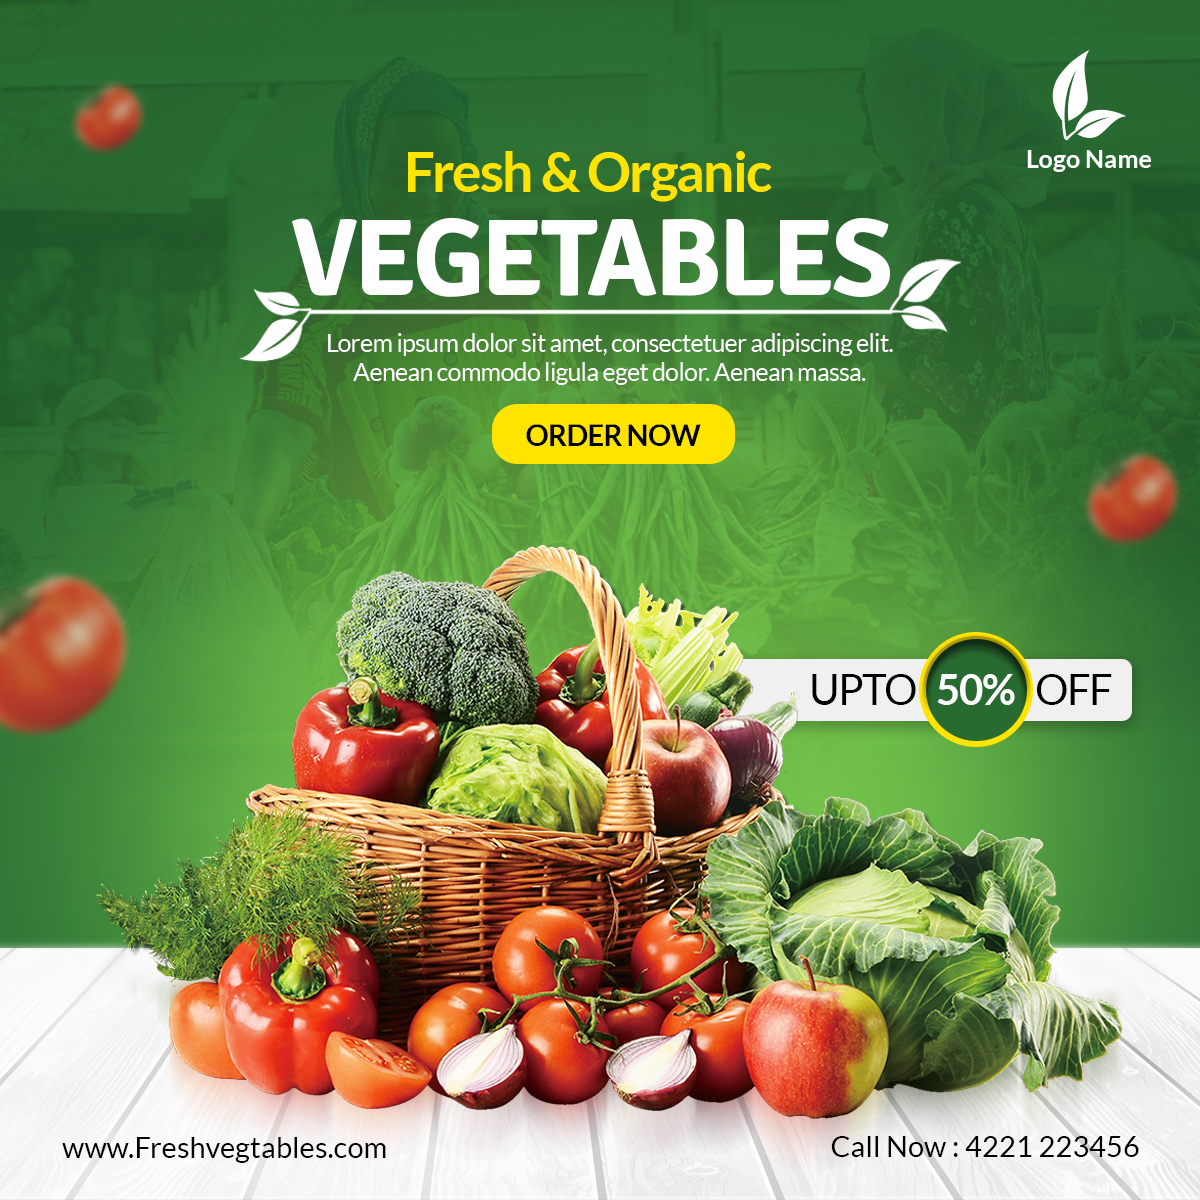 Logo Name
Fresh & Organic
VEGETABLES
Lorem ipsum dolor sit amet, consectetuer adipiscing elit.
Aenean commodo ligula eget dolor. Aenean massa.
ORDER NOW
UPTO 50% OFF
www.Freshvegtables.com
Call Now : 4221 223456